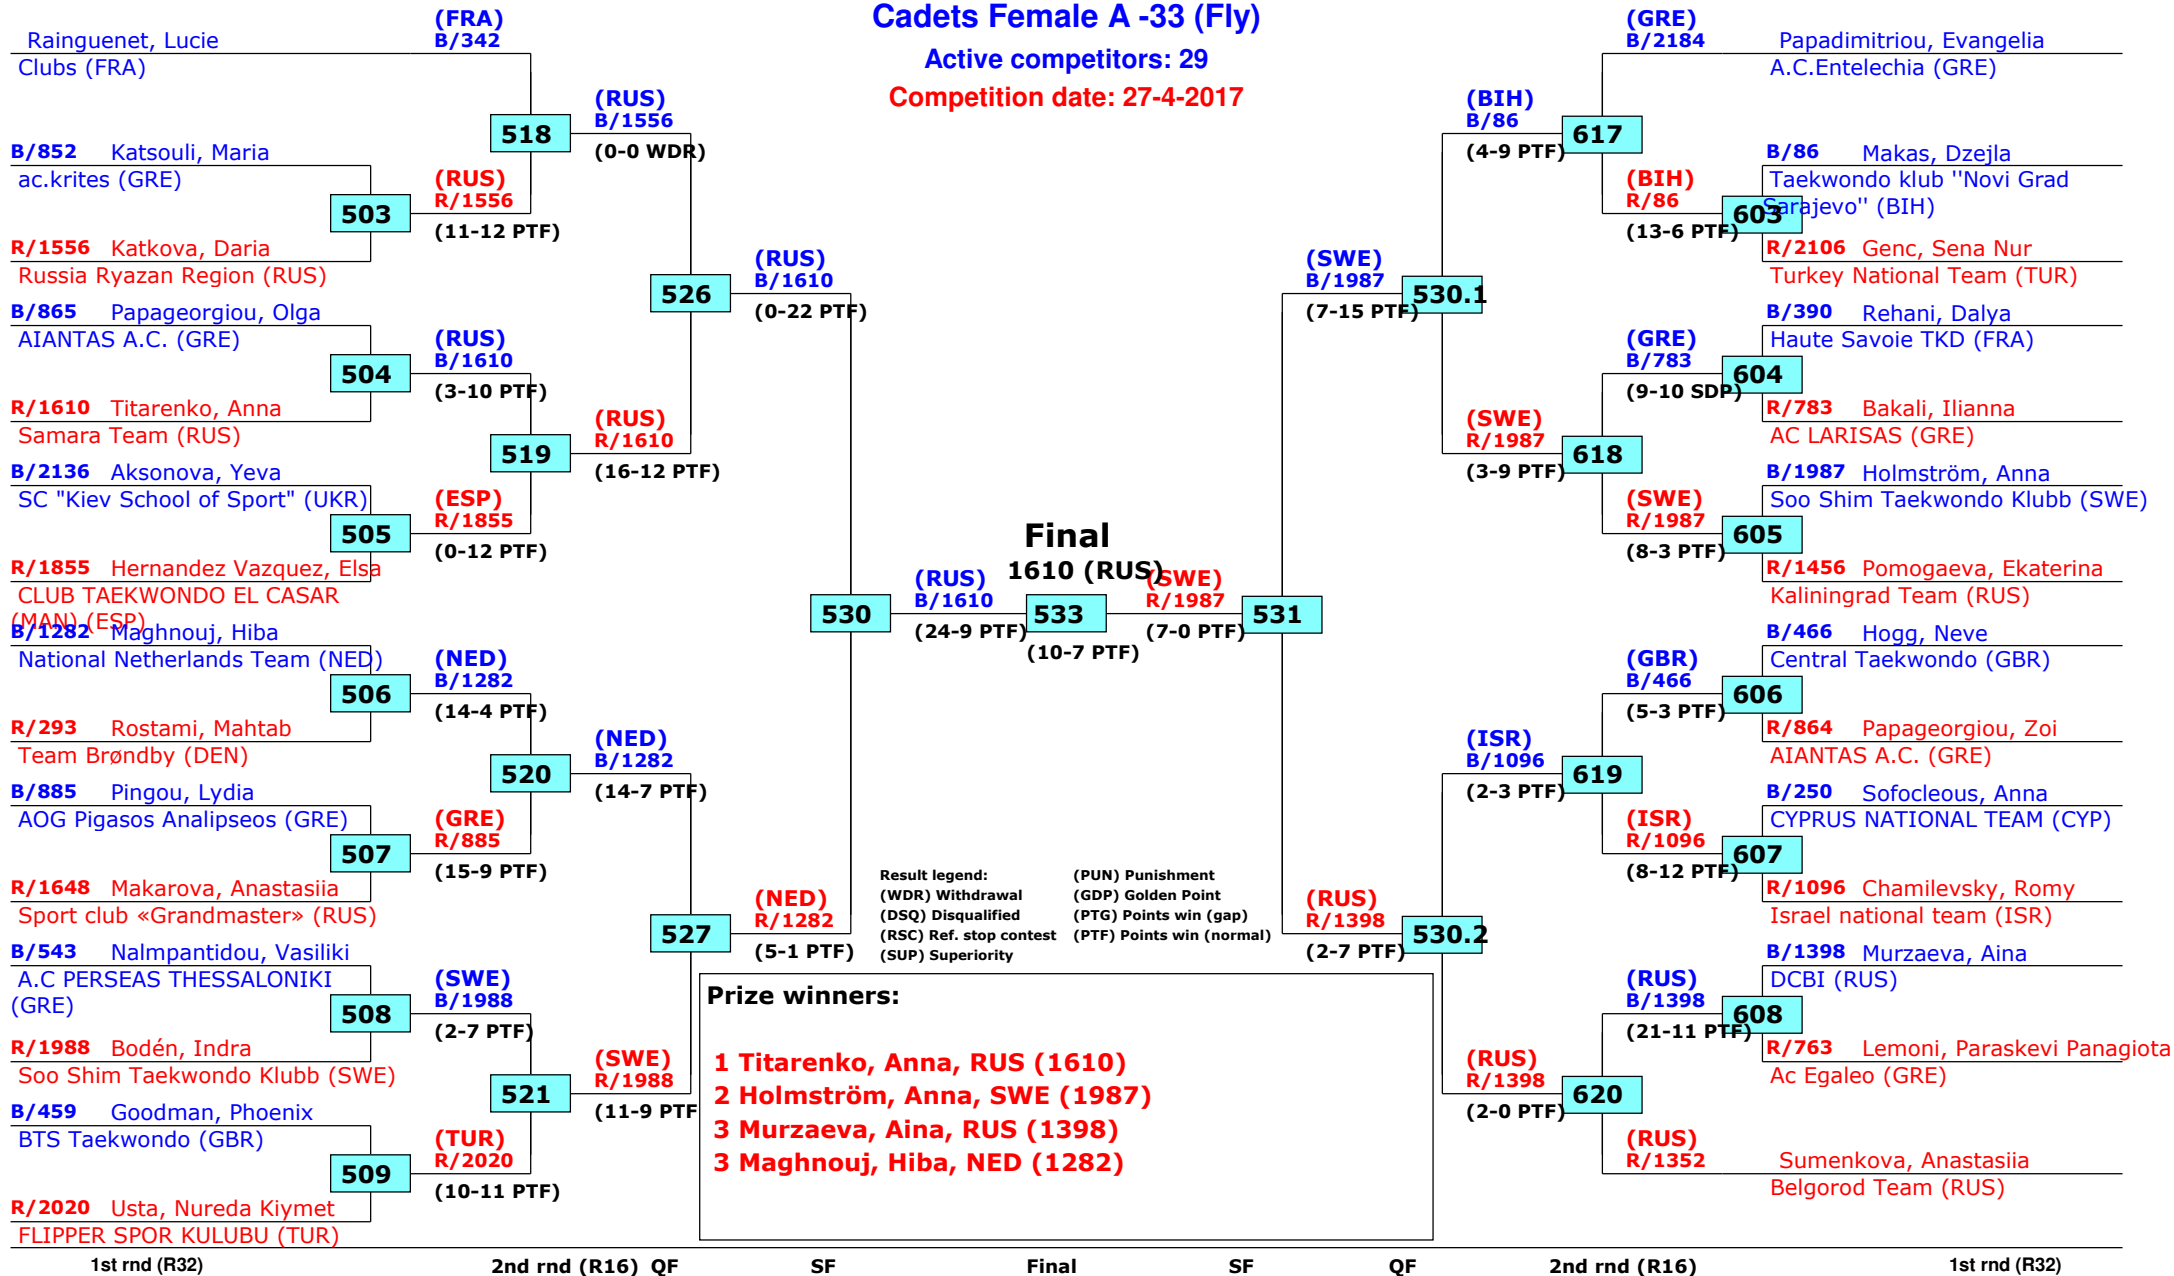 Cadets Female A -33 (Fly)
Active competitors: 29
Competition date: 27-4-2017
Rainguenet, Lucie
Clubs (FRA)
B/852 Katsouli, Maria
ac.krites (GRE)
R/1556 Katkova, Daria
Russia Ryazan Region (RUS)
B/865 Papageorgiou, Olga
AIANTAS A.C. (GRE)
R/1610 Titarenko, Anna
Samara Team (RUS)
B/2136 Aksonova, Yeva
SC "Kiev School of Sport" (UKR)
R/1855 Hernandez Vazquez, Elsa
CLUB TAEKWONDO EL CASAR
(MAN) (ESP)
B/1282 Maghnouj, Hiba
National Netherlands Team (NED)
R/293 Rostami, Mahtab
Team Brøndby (DEN)
B/885 Pingou, Lydia
AOG Pigasos Analipseos (GRE)
R/1648 Makarova, Anastasiia
Sport club «Grandmaster» (RUS)
B/543 Nalmpantidou, Vasiliki
A.C PERSEAS THESSALONIKI
(GRE)
R/1988 Bodén, Indra
Soo Shim Taekwondo Klubb (SWE)
B/459 Goodman, Phoenix
BTS Taekwondo (GBR)
R/2020 Usta, Nureda Kiymet
FLIPPER SPOR KULUBU (TUR)
503
504
505
506
507
508
509
(FRA)
B/342
(RUS)
R/1556
(11-12 PTF)
(RUS)
B/1610
(3-10 PTF)
(ESP)
R/1855
(0-12 PTF)
(NED)
B/1282
(14-4 PTF)
(GRE)
R/885
(15-9 PTF)
(SWE)
B/1988
(2-7 PTF)
(TUR)
R/2020
(10-11 PTF)
518
519
520
521
(RUS)
B/1556
(0-0 WDR)
(RUS)
R/1610
(16-12 PTF)
(NED)
B/1282
(14-7 PTF)
(SWE)
R/1988
(11-9 PTF
526
527
(RUS)
B/1610
(0-22 PTF)
(NED)
R/1282
(5-1 PTF)
530
(RUS)
B/1610
(24-9 PTF)
Final
1610 (RUS)
533
(10-7 PTF)
(SWE)
R/1987
(7-0 PTF)
531
(SWE)
B/1987
(7-15 PTF)
(RUS)
R/1398
(2-7 PTF)
530.1
530.2
(BIH)
B/86
(4-9 PTF)
(SWE)
R/1987
(3-9 PTF)
(ISR)
B/1096
(2-3 PTF)
(RUS)
R/1398
(2-0 PTF)
617
618
619
620
(GRE)
B/2184
(BIH)
R/86
(13-6 PTF)
(GRE)
B/783
(9-10 SDP)
(SWE)
R/1987
(8-3 PTF)
(GBR)
B/466
(5-3 PTF)
(ISR)
R/1096
(8-12 PTF)
(RUS)
B/1398
(21-11 PTF)
(RUS)
R/1352
603
604
605
606
607
608
Papadimitriou, Evangelia
A.C.Entelechia (GRE)
B/86 Makas, Dzejla
Taekwondo klub ''Novi Grad
Sarajevo'' (BIH)
R/2106 Genc, Sena Nur
Turkey National Team (TUR)
B/390 Rehani, Dalya
Haute Savoie TKD (FRA)
R/783 Bakali, Ilianna
AC LARISAS (GRE)
B/1987 Holmström, Anna
Soo Shim Taekwondo Klubb (SWE)
R/1456 Pomogaeva, Ekaterina
Kaliningrad Team (RUS)
B/466 Hogg, Neve
Central Taekwondo (GBR)
R/864 Papageorgiou, Zoi
AIANTAS A.C. (GRE)
B/250 Sofocleous, Anna
CYPRUS NATIONAL TEAM (CYP)
R/1096 Chamilevsky, Romy
Israel national team (ISR)
B/1398 Murzaeva, Aina
DCBI (RUS)
R/763 Lemoni, Paraskevi Panagiota
Ac Egaleo (GRE)
Sumenkova, Anastasiia
Belgorod Team (RUS)
Result legend: (PUN) Punishment
(WDR) Withdrawal (GDP) Golden Point
(DSQ) Disqualified (PTG) Points win (gap)
(RSC) Ref. stop contest (PTF) Points win (normal)
(SUP) Superiority
Prize winners:
1 Titarenko, Anna, RUS (1610)
2 Holmström, Anna, SWE (1987)
3 Murzaeva, Aina, RUS (1398)
3 Maghnouj, Hiba, NED (1282)
1st rnd (R32) 2nd rnd (R16) QF SF Final SF QF 2nd rnd (R16) 1st rnd (R32)